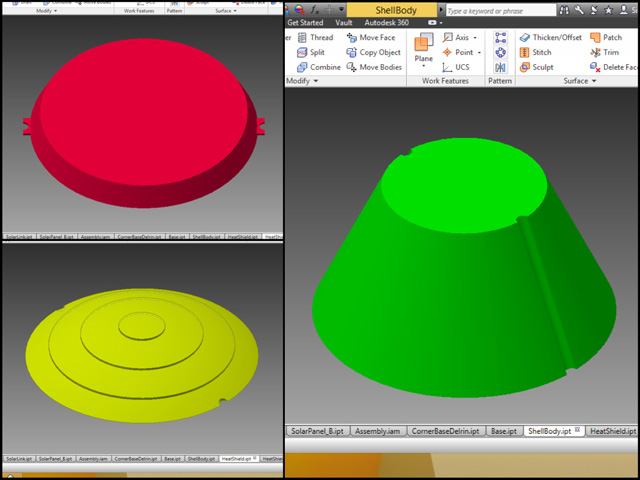 Modify ▾ Work Features Pattern Surface ▾
SolarLink.ipt SolarPanel_B.ipt Assembly.iam CornerBaseDelrin.ipt Base.ipt ShellBody.ipt HeatShield.ipt
SolarLink.ipt SolarPanel_B.ipt Assembly.iam CornerBaseDelrin.ipt Base.ipt ShellBody.ipt HeatShield.ipt
ShellBody Type a keyword or phrase
Get Started Vault Autodesk 360
Thread Move Face Axis Thicken/Offset Patch
Split Copy Object Plane Point Stitch Trim
Combine Move Bodies UCS Sculpt Delete Face
Modify ▾ Work Features Pattern Surface ▾
SolarPanel_B.ipt Assembly.iam CornerBaseDelrin.ipt Base.ipt ShellBody.ipt HeatShield.ipt